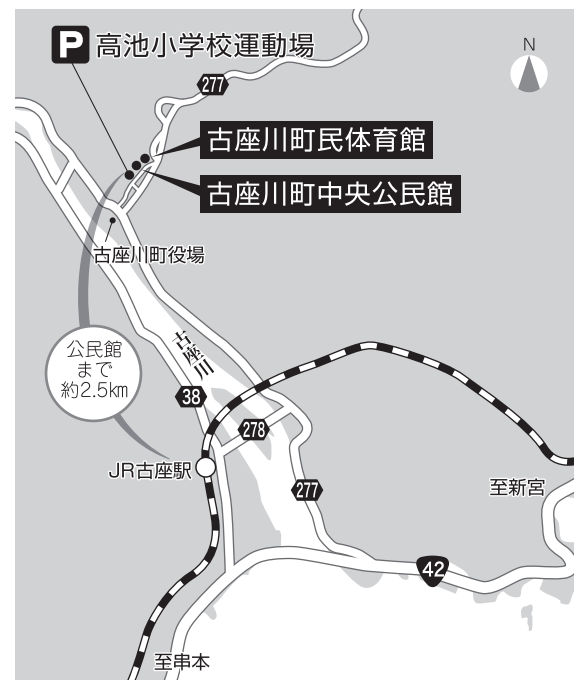 P 高池小学校運動場
N
277
古座川町民体育館
古座川町中央公民館
古座川町役場
公民館
まで
約2.5km
古座川
38
278
JR古座駅
277
至新宮
42
至串本